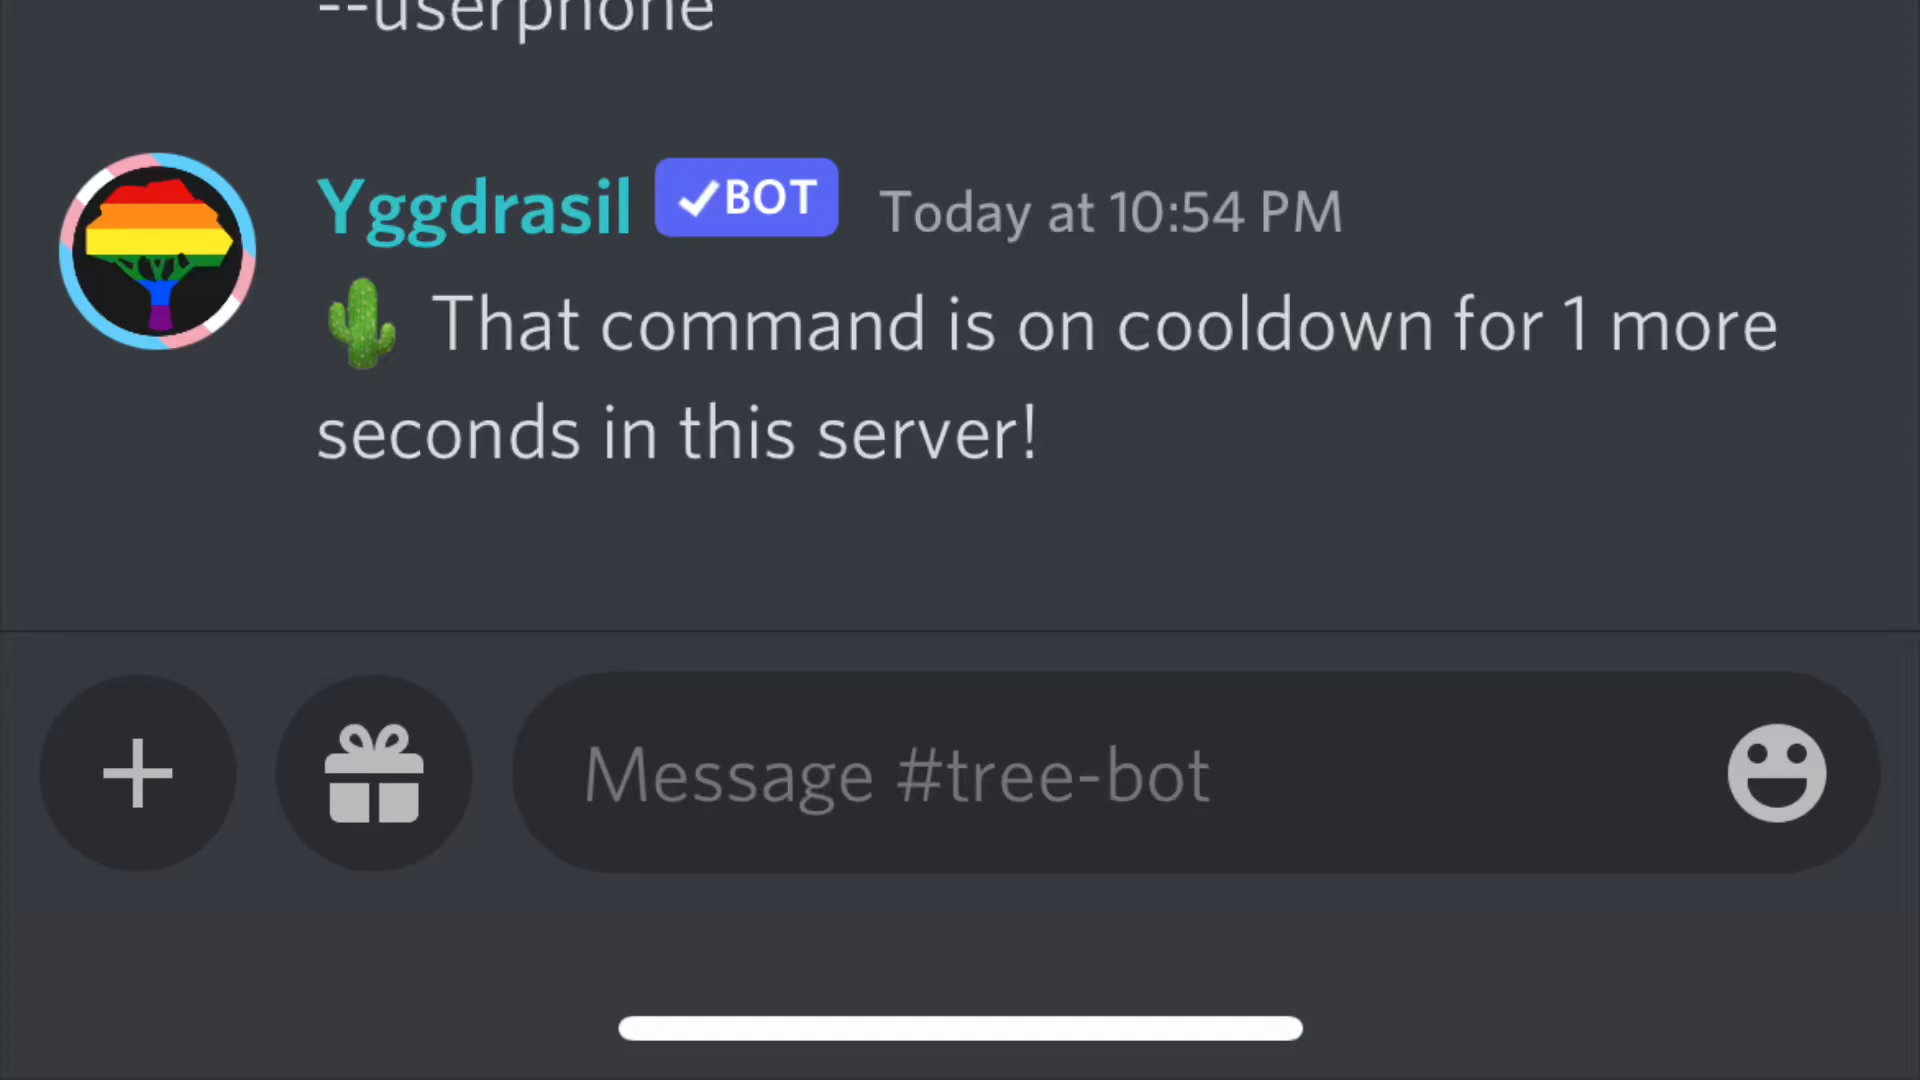 --userphone
Yggdrasil ✓BOT Today at 10:54 PM
🌵 That command is on cooldown for 1 more
seconds in this server!
Message #tree-bot